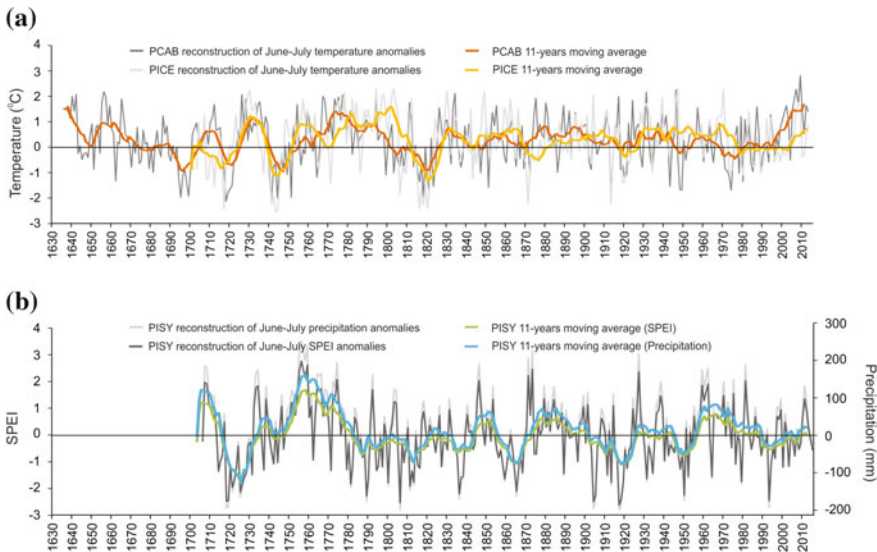 (a)
4
3
2
1
0
-1
-2
-3
Temperature (°C)
PCAB reconstruction of June-July temperature anomalies
PCAB 11-years moving average
PICE reconstruction of June-July temperature anomalies
PICE 11-years moving average
1630 1640 1650 1660 1670 1680 1690 1700 1710 1720 1730 1740 1750 1760 1770 1780 1790 1800 1810 1820 1830 1840 1850 1860 1870 1880 1890 1900 1910 1920 1930 1940 1950 1960 1970 1980 1990 2000 2010
(b)
4
3
2
1
0
-1
-2
-3
SPEI
PISY reconstruction of June-July precipitation anomalies
PISY 11-years moving average (SPEI)
PISY reconstruction of June-July SPEI anomalies
PISY 11-years moving average (Precipitation)
300
200
100
0
-100
-200
Precipitation (mm)
1630 1640 1650 1660 1670 1680 1690 1700 1710 1720 1730 1740 1750 1760 1770 1780 1790 1800 1810 1820 1830 1840 1850 1860 1870 1880 1890 1900 1910 1920 1930 1940 1950 1960 1970 1980 1990 2000 2010